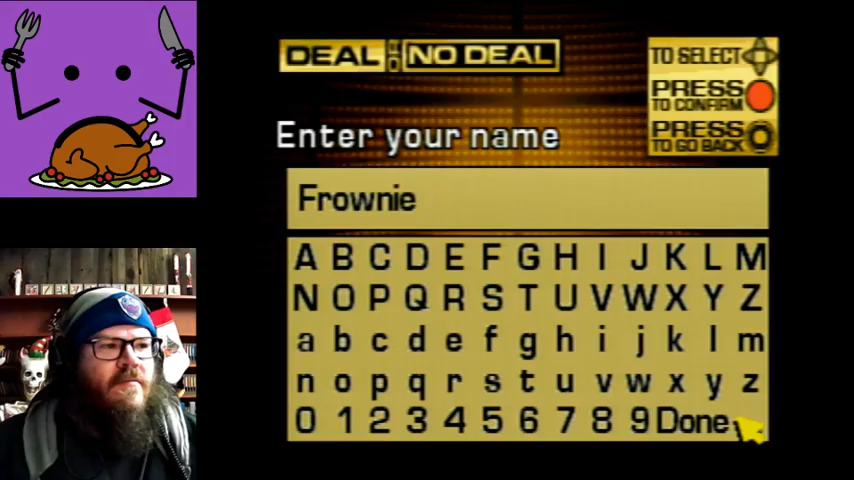 DEAL OR NO DEAL
TO SELECT
PRESS
TO CONFIRM
PRESS
TO GO BACK
Enter your name
Frownie
A B C D E F G H I J K L M
N O P Q R S T U V W X Y Z
a b c d e f g h i j k l m
n o p q r s t u v w x y z
0 1 2 3 4 5 6 7 8 9 Done